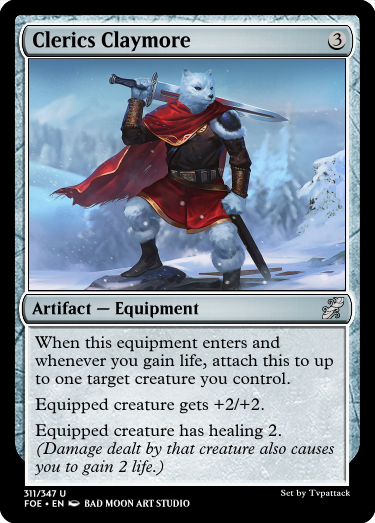 Clerics Claymore 3
Artifact — Equipment
When this equipment enters and
whenever you gain life, attach this to up
to one target creature you control.
Equipped creature gets +2/+2.
Equipped creature has healing 2.
(Damage dealt by that creature also causes
you to gain 2 life.)
311/347 U
FOE • EN BAD MOON ART STUDIO
Set by Tvpattack